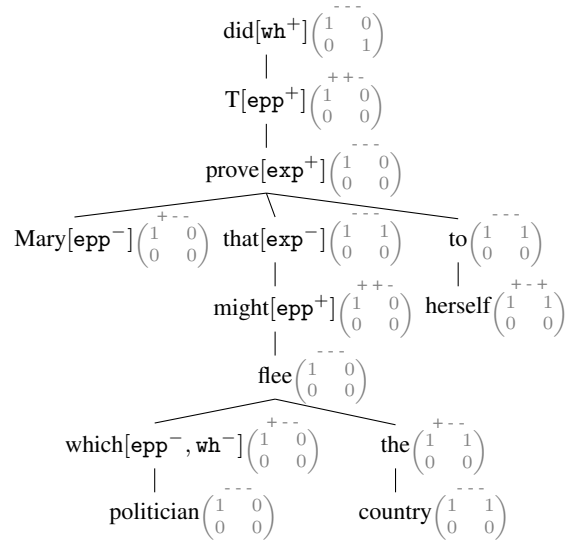 - - -
did[wh⁺] (1 0
0 1)
+ + -
T[epp⁺] (1 0
0 0)
- - -
prove[exp⁺] (1 0
0 0)
+ - - - - - - - -
Mary[epp⁻] (1 0 that[exp⁻] (1 1 to (1 1
0 0) 0 0) 0 0)
+ + - + - +
might[epp⁺] (1 0 herself (1 1
0 0) 0 0)
- - -
flee (1 0
0 0)
+ - - + - -
which[epp⁻, wh⁻] (1 0 the (1 1
0 0) 0 0)
- - - - - -
politician (1 0 country (1 1
0 0) 0 0)